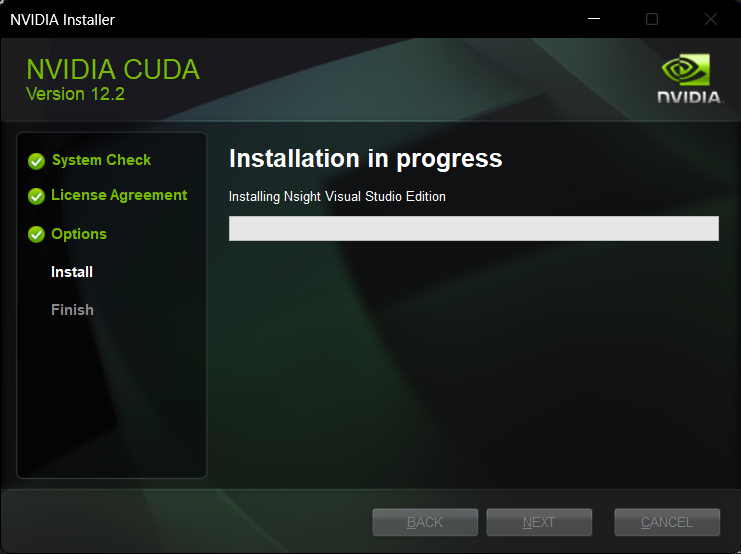 NVIDIA Installer
NVIDIA CUDA
Version 12.2
NVIDIA.
System Check
License Agreement
Options
Install
Finish
Installation in progress
Installing Nsight Visual Studio Edition
BACK
NEXT
CANCEL